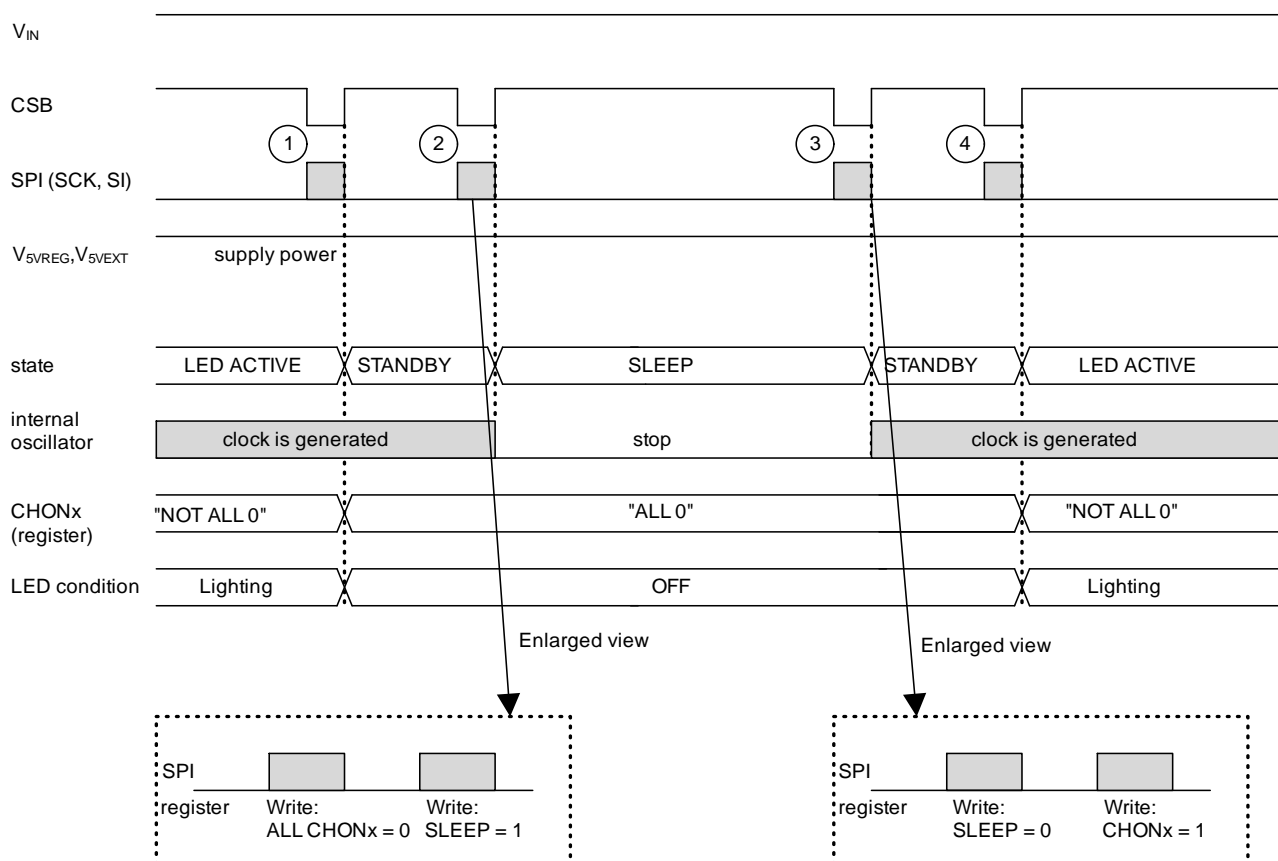 VIN
CSB
1
2
3
4
SPI (SCK, SI)
V5VREG,V5VEXT
supply power
state
LED ACTIVE
STANDBY
SLEEP
STANDBY
LED ACTIVE
internal
oscillator
clock is generated
stop
clock is generated
CHONx
(register)
"NOT ALL 0"
"ALL 0"
"NOT ALL 0"
LED condition
Lighting
OFF
Lighting
Enlarged view
Enlarged view
SPI
register
Write:
ALL CHONx = 0
Write:
SLEEP = 1
SPI
register
Write:
SLEEP = 0
Write:
CHONx = 1